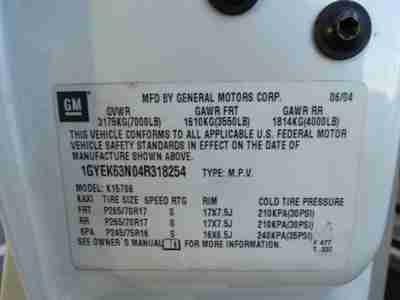 GM
MFD BY GENERAL MOTORS CORP. 06/04
GVWR GAWR FRT GAWR RR
3175KG(7000LB) 1610KG(3550LB) 1814KG(4000LB)
THIS VEHICLE CONFORMS TO ALL APPLICABLE U.S. FEDERAL MOTOR
VEHICLE SAFETY STANDARDS IN EFFECT ON THE DATE OF
MANUFACTURE SHOWN ABOVE.
1GYEK63N04R318254 TYPE: M.P.V.
MODEL: K15706
TIRE SIZE SPEED RTG RIM COLD TIRE PRESSURE
FRT P265/70R17 S 17X7.5J 210KPA(30PSI)
RR P265/70R17 S 17X7.5J 210KPA(30PSI)
SPA P245/75R16 S 16X6.5J 240KPA(35PSI)
SEE OWNER'S MANUAL